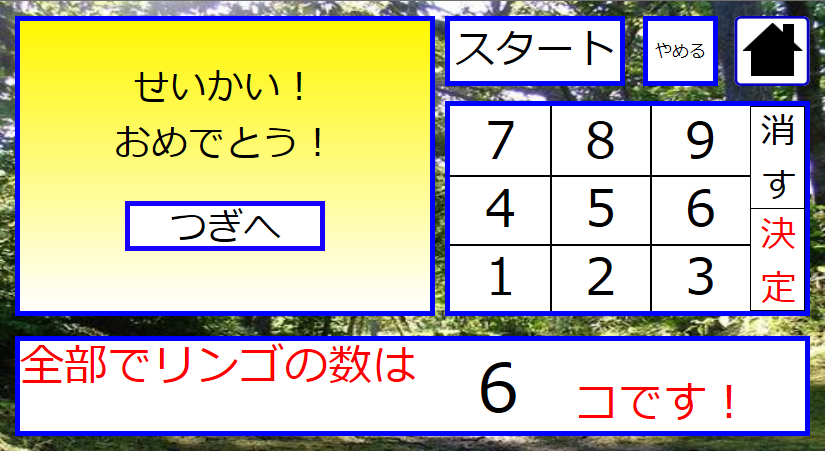 せいかい！
おめでとう！
つぎへ
スタート
やめる
7 8 9
4 5 6
1 2 3
消す
決定
全部でリンゴの数は
6
コです！